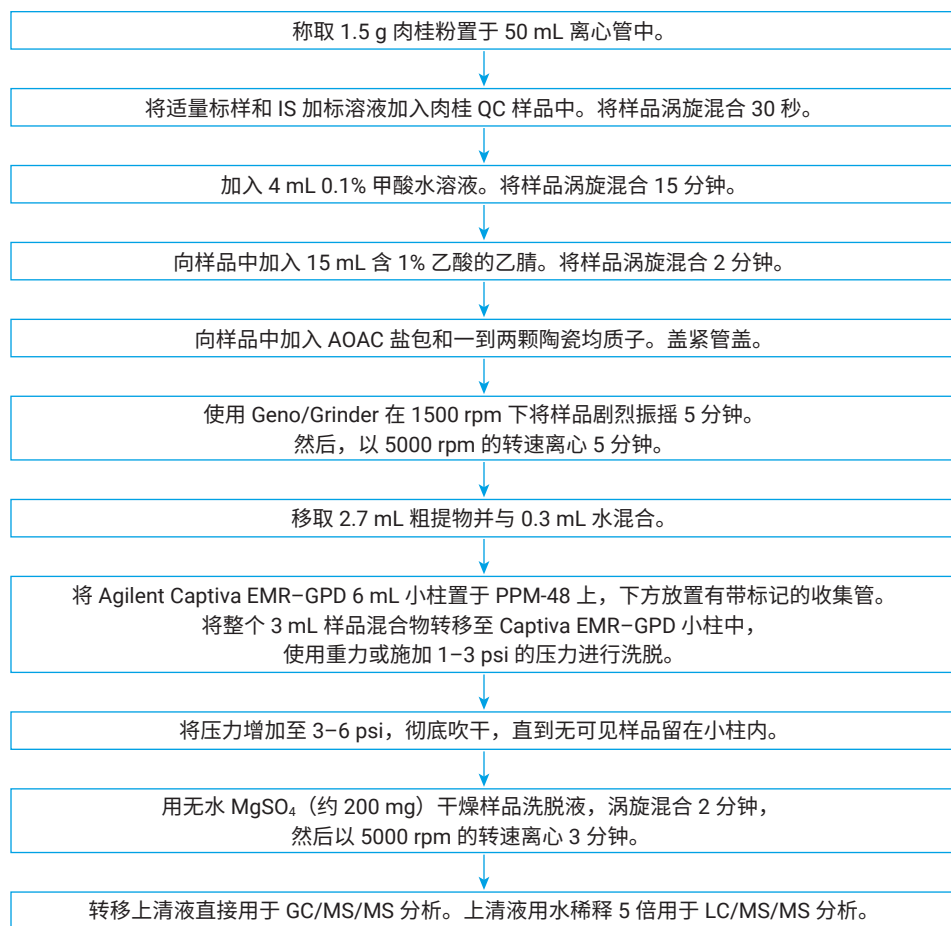 称取 1.5 g 肉桂粉置于 50 mL 离心管中。
将适量标样和 IS 加标溶液加入肉桂 QC 样品中。将样品涡旋混合 30 秒。
加入 4 mL 0.1% 甲酸水溶液。将样品涡旋混合 15 分钟。
向样品中加入 15 mL 含 1% 乙酸的乙腈。将样品涡旋混合 2 分钟。
向样品中加入 AOAC 盐包和一到两颗陶瓷均质子。盖紧管盖。
使用 Geno/Grinder 在 1500 rpm 下将样品剧烈振摇 5 分钟。
然后，以 5000 rpm 的转速离心 5 分钟。
移取 2.7 mL 粗提物并与 0.3 mL 水混合。
将 Agilent Captiva EMR–GPD 6 mL 小柱置于 PPM-48 上，下方放置有带标记的收集管。
将整个 3 mL 样品混合物转移至 Captiva EMR–GPD 小柱中，
使用重力或施加 1–3 psi 的压力进行洗脱。
将压力增加至 3–6 psi，彻底吹干，直到无可见样品留在小柱内。
用无水 MgSO₄（约 200 mg）干燥样品洗脱液，涡旋混合 2 分钟，
然后以 5000 rpm 的转速离心 3 分钟。
转移上清液直接用于 GC/MS/MS 分析。上清液用水稀释 5 倍用于 LC/MS/MS 分析。